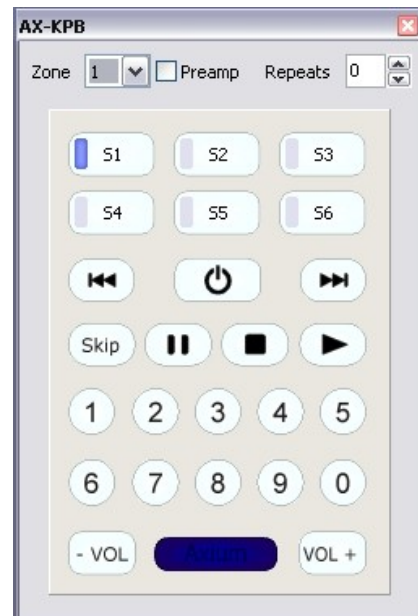 AX-KPB
Zone 1 Preamp Repeats 0
S1 S2 S3
S4 S5 S6
Skip
1 2 3 4 5
6 7 8 9 0
- VOL Axium VOL +